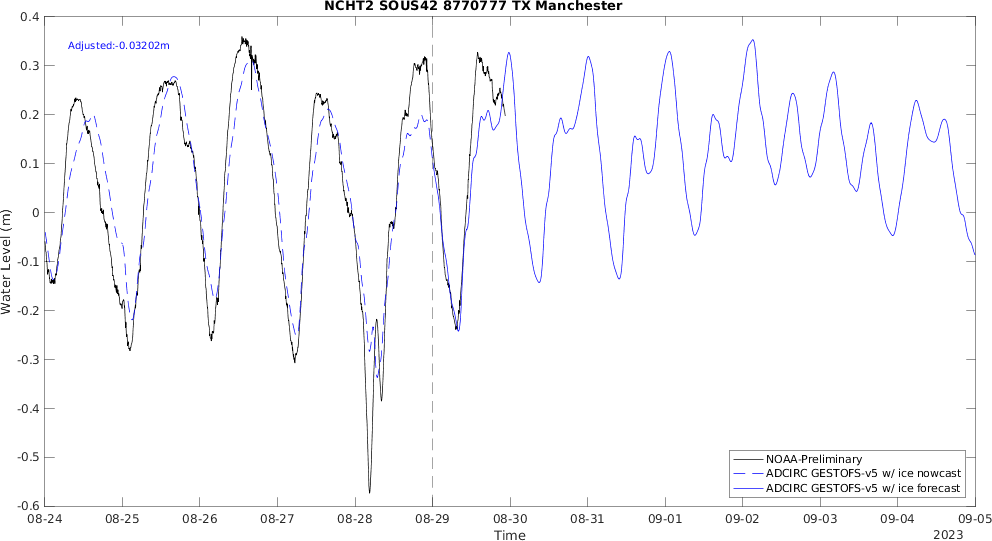 NCHT2 SOUS42 8770777 TX Manchester
Adjusted:-0.03202m
Water Level (m)
0.4
0.3
0.2
0.1
0
-0.1
-0.2
-0.3
-0.4
-0.5
-0.6
NOAA-Preliminary
ADCIRC GESTOFS-v5 w/ ice nowcast
ADCIRC GESTOFS-v5 w/ ice forecast
08-24 08-25 08-26 08-27 08-28 08-29 08-30 08-31 09-01 09-02 09-03 09-04 09-05
Time
2023